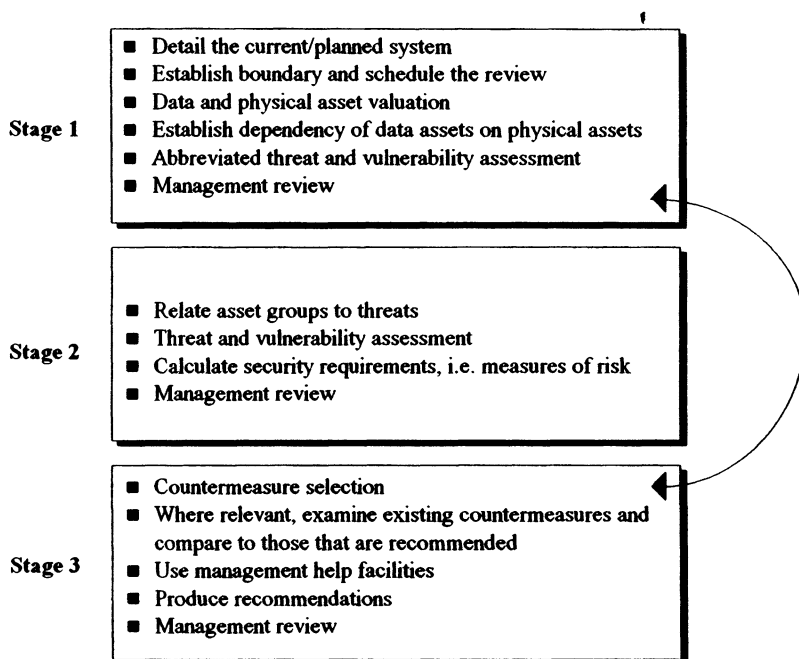 Stage 1
■ Detail the current/planned system
■ Establish boundary and schedule the review
■ Data and physical asset valuation
■ Establish dependency of data assets on physical assets
■ Abbreviated threat and vulnerability assessment
■ Management review
Stage 2
■ Relate asset groups to threats
■ Threat and vulnerability assessment
■ Calculate security requirements, i.e. measures of risk
■ Management review
Stage 3
■ Countermeasure selection
■ Where relevant, examine existing countermeasures and
compare to those that are recommended
■ Use management help facilities
■ Produce recommendations
■ Management review